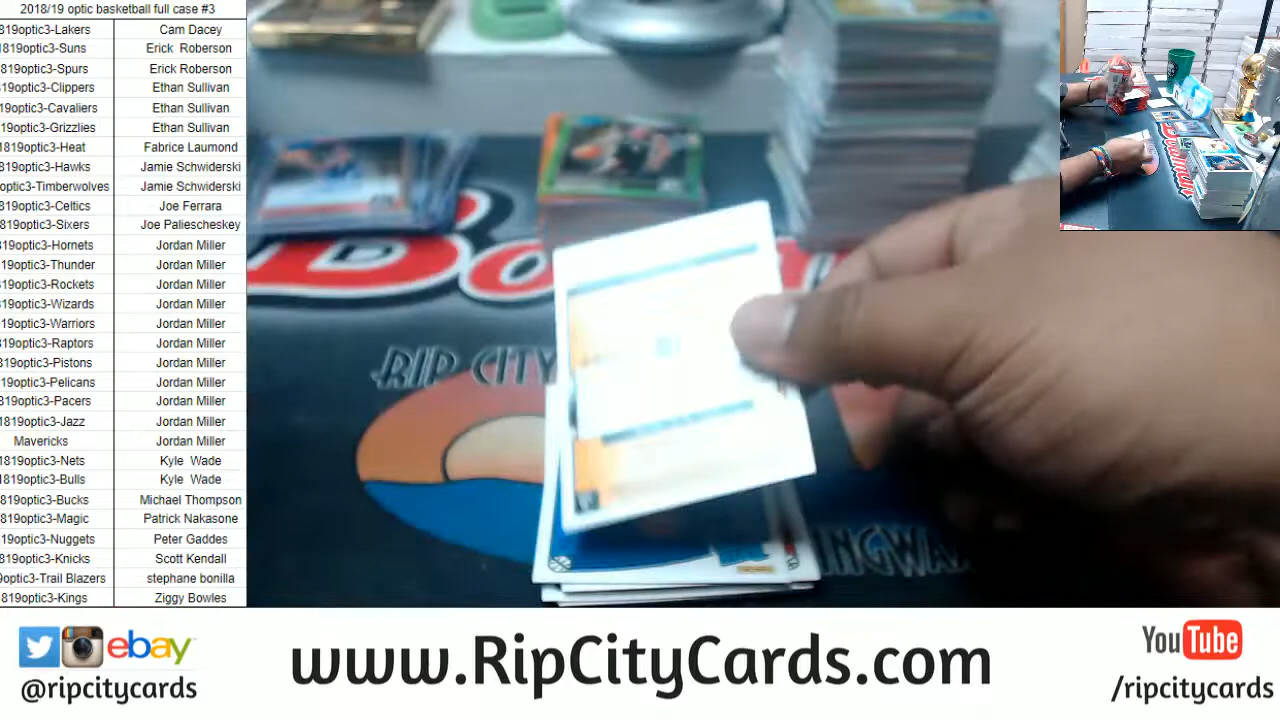 2018/19 optic basketball full case #3
819optic3-Lakers Cam Dacey
1819optic3-Suns Erick Roberson
819optic3-Spurs Erick Roberson
819optic3-Clippers Ethan Sullivan
819optic3-Cavaliers Ethan Sullivan
19optic3-Grizzlies Ethan Sullivan
819optic3-Heat Fabrice Laumond
819optic3-Hawks Jamie Schwiderski
optic3-Timberwolves Jamie Schwiderski
819optic3-Celtics Joe Ferrara
819optic3-Sixers Joe Paliescheskey
19optic3-Hornets Jordan Miller
19optic3-Thunder Jordan Miller
819optic3-Rockets Jordan Miller
819optic3-Wizards Jordan Miller
19optic3-Warriors Jordan Miller
819optic3-Raptors Jordan Miller
819optic3-Pistons Jordan Miller
819optic3-Pelicans Jordan Miller
819optic3-Pacers Jordan Miller
1819optic3-Jazz Jordan Miller
Mavericks Jordan Miller
1819optic3-Nets Kyle Wade
1819optic3-Bulls Kyle Wade
819optic3-Bucks Michael Thompson
819optic3-Magic Patrick Nakasone
19optic3-Nuggets Peter Gaddes
819optic3-Knicks Scott Kendall
9optic3-Trail Blazers stephane bonilla
819optic3-Kings Ziggy Bowles
RIP CITY
ebay
@ripcitycards
www.RipCityCards.com
YouTube
/ripcitycards